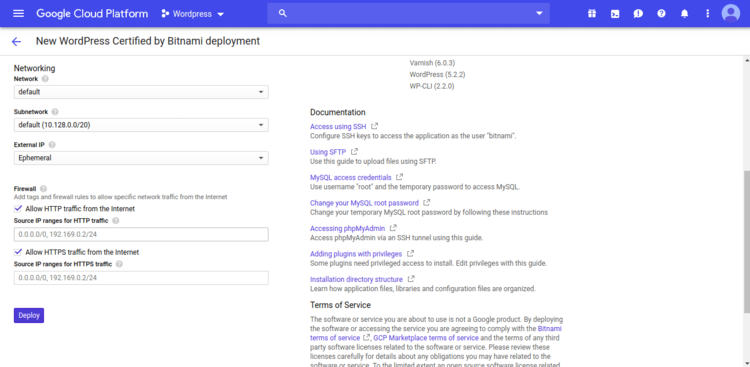 Google Cloud Platform
Wordpress
New WordPress Certified by Bitnami deployment
Networking
Network
default
Subnetwork
default (10.128.0.0/20)
External IP
Ephemeral
Firewall
Add tags and firewall rules to allow specific network traffic from the Internet
Allow HTTP traffic from the Internet
Source IP ranges for HTTP traffic
0.0.0.0/0, 192.169.0.2/24
Allow HTTPS traffic from the Internet
Source IP ranges for HTTPS traffic
0.0.0.0/0, 192.169.0.2/24
Deploy
Varnish (6.0.3)
WordPress (5.2.2)
WP-CLI (2.2.0)
Documentation
Access using SSH
Configure SSH keys to access the application as the user "bitnami".
Using SFTP
Use this guide to upload files using SFTP.
MySQL access credentials
Use username "root" and the temporary password to access MySQL.
Change your MySQL root password
Change your temporary MySQL root password by following these instructions
Accessing phpMyAdmin
Access phpMyAdmin via an SSH tunnel using this guide.
Adding plugins with privileges
Some plugins need privileged access to install. Edit privileges with this guide.
Installation directory structure
Learn how application files, libraries and configuration files are organized.
Terms of Service
The software or service you are about to use is not a Google product. By deploying
the software or accessing the service you are agreeing to comply with the Bitnami
terms of service, GCP Marketplace terms of service and the terms of any third
party software licenses related to the software or service. Please review these
licenses carefully for details about any obligations you may have related to the
software or service. To the limited extent an open source software license related